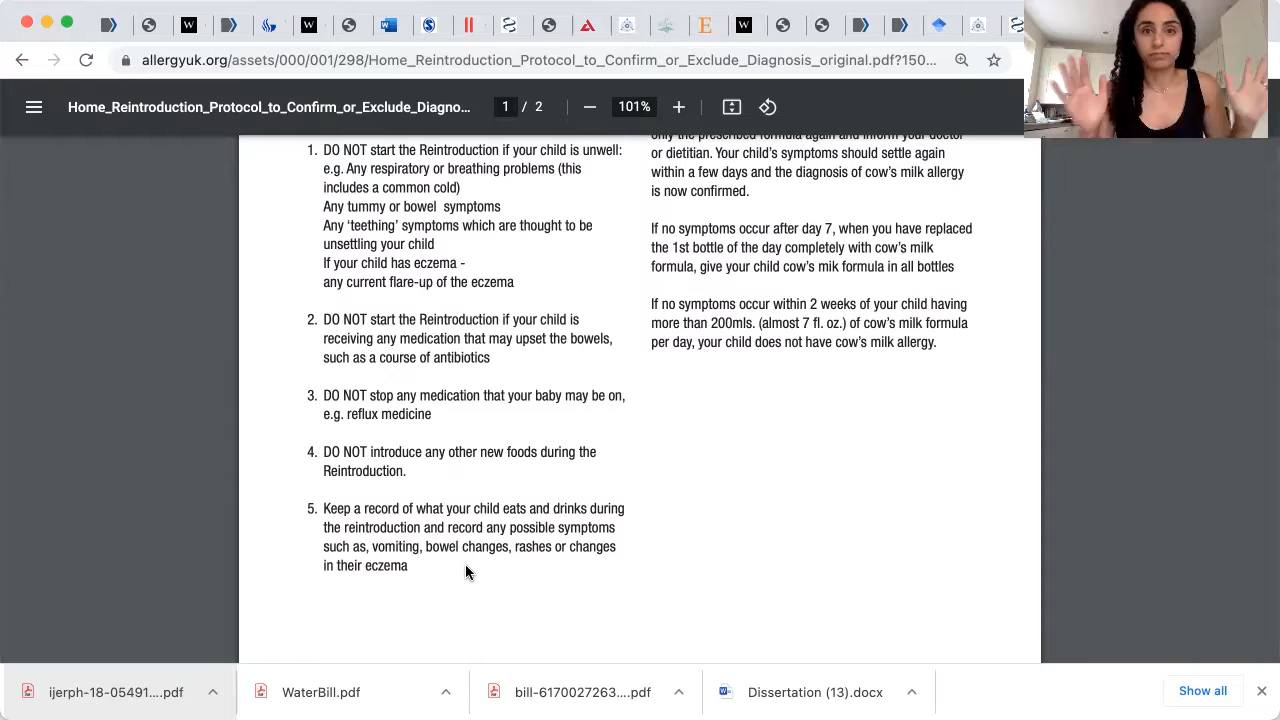 allergyuk.org/assets/000/001/298/Home_Reintroduction_Protocol_to_Confirm_or_Exclude_Diagnosis_original.pdf?150...
Home_Reintroduction_Protocol_to_Confirm_or_Exclude_Diagno...
1 / 2
101%
1. DO NOT start the Reintroduction if your child is unwell:
e.g. Any respiratory or breathing problems (this
includes a common cold)
Any tummy or bowel symptoms
Any ‘teething’ symptoms which are thought to be
unsettling your child
If your child has eczema -
any current flare-up of the eczema
2. DO NOT start the Reintroduction if your child is
receiving any medication that may upset the bowels,
such as a course of antibiotics
3. DO NOT stop any medication that your baby may be on,
e.g. reflux medicine
4. DO NOT introduce any other new foods during the
Reintroduction.
5. Keep a record of what your child eats and drinks during
the reintroduction and record any possible symptoms
such as, vomiting, bowel changes, rashes or changes
in their eczema
only the prescribed formula again and inform your doctor
or dietitian. Your child’s symptoms should settle again
within a few days and the diagnosis of cow’s milk allergy
is now confirmed.
If no symptoms occur after day 7, when you have replaced
the 1st bottle of the day completely with cow’s milk
formula, give your child cow’s mik formula in all bottles
If no symptoms occur within 2 weeks of your child having
more than 200mls. (almost 7 fl. oz.) of cow’s milk formula
per day, your child does not have cow’s milk allergy.
ijerph-18-05491....pdf
WaterBill.pdf
bill-6170027263....pdf
Dissertation (13).docx
Show all